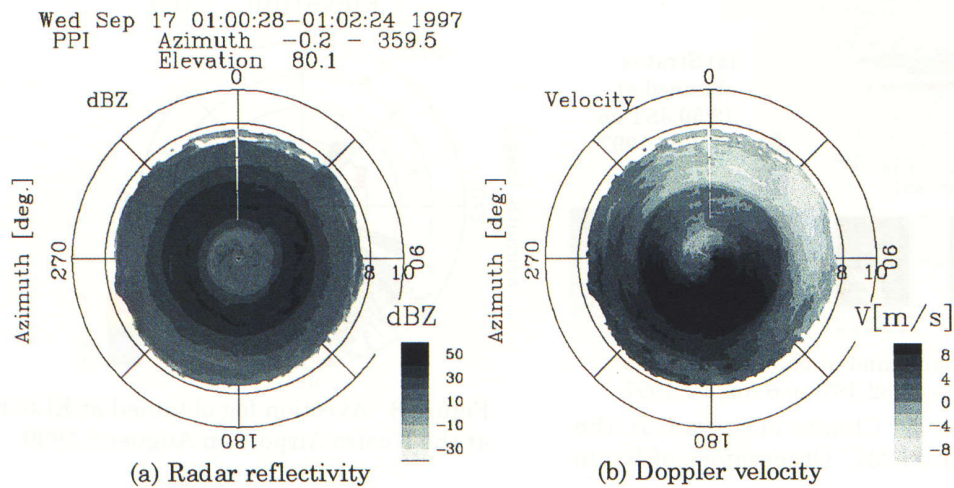 Wed Sep 17 01:00:28-01:02:24 1997
PPI Azimuth -0.2 - 359.5
Elevation 80.1
0
dBZ
Azimuth [deg.]
270
8 10
90
180
dBZ
50
30
10
-10
-30
(a) Radar reflectivity
0
Velocity
Azimuth [deg.]
270
8 10
90
180
V[m/s]
8
4
0
-4
-8
(b) Doppler velocity